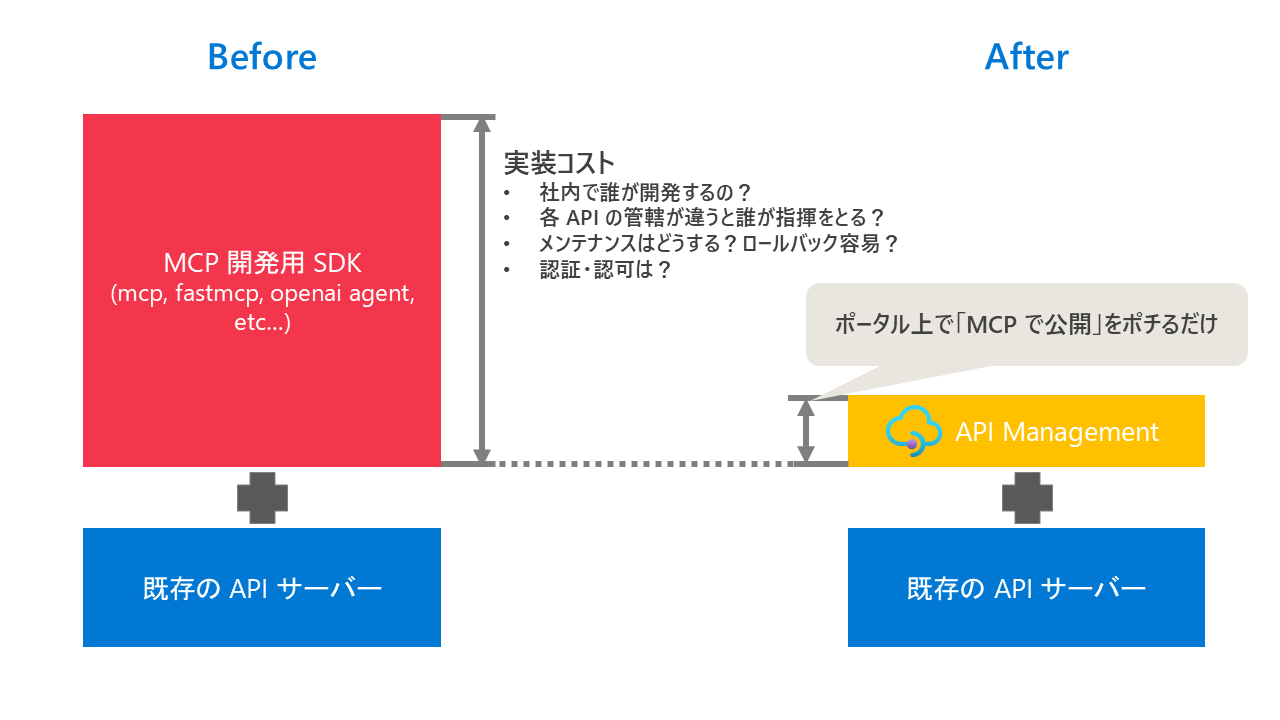 Before
After
実装コスト
• 社内で誰が開発するの？
• 各 API の管轄が違うと誰が指揮をとる？
• メンテナンスはどうする？ロールバック容易？
• 認証・認可は？
MCP 開発用 SDK
(mcp, fastmcp, openai agent,
etc…)
ポータル上で「MCP で公開」をポチるだけ
API Management
既存の API サーバー
既存の API サーバー